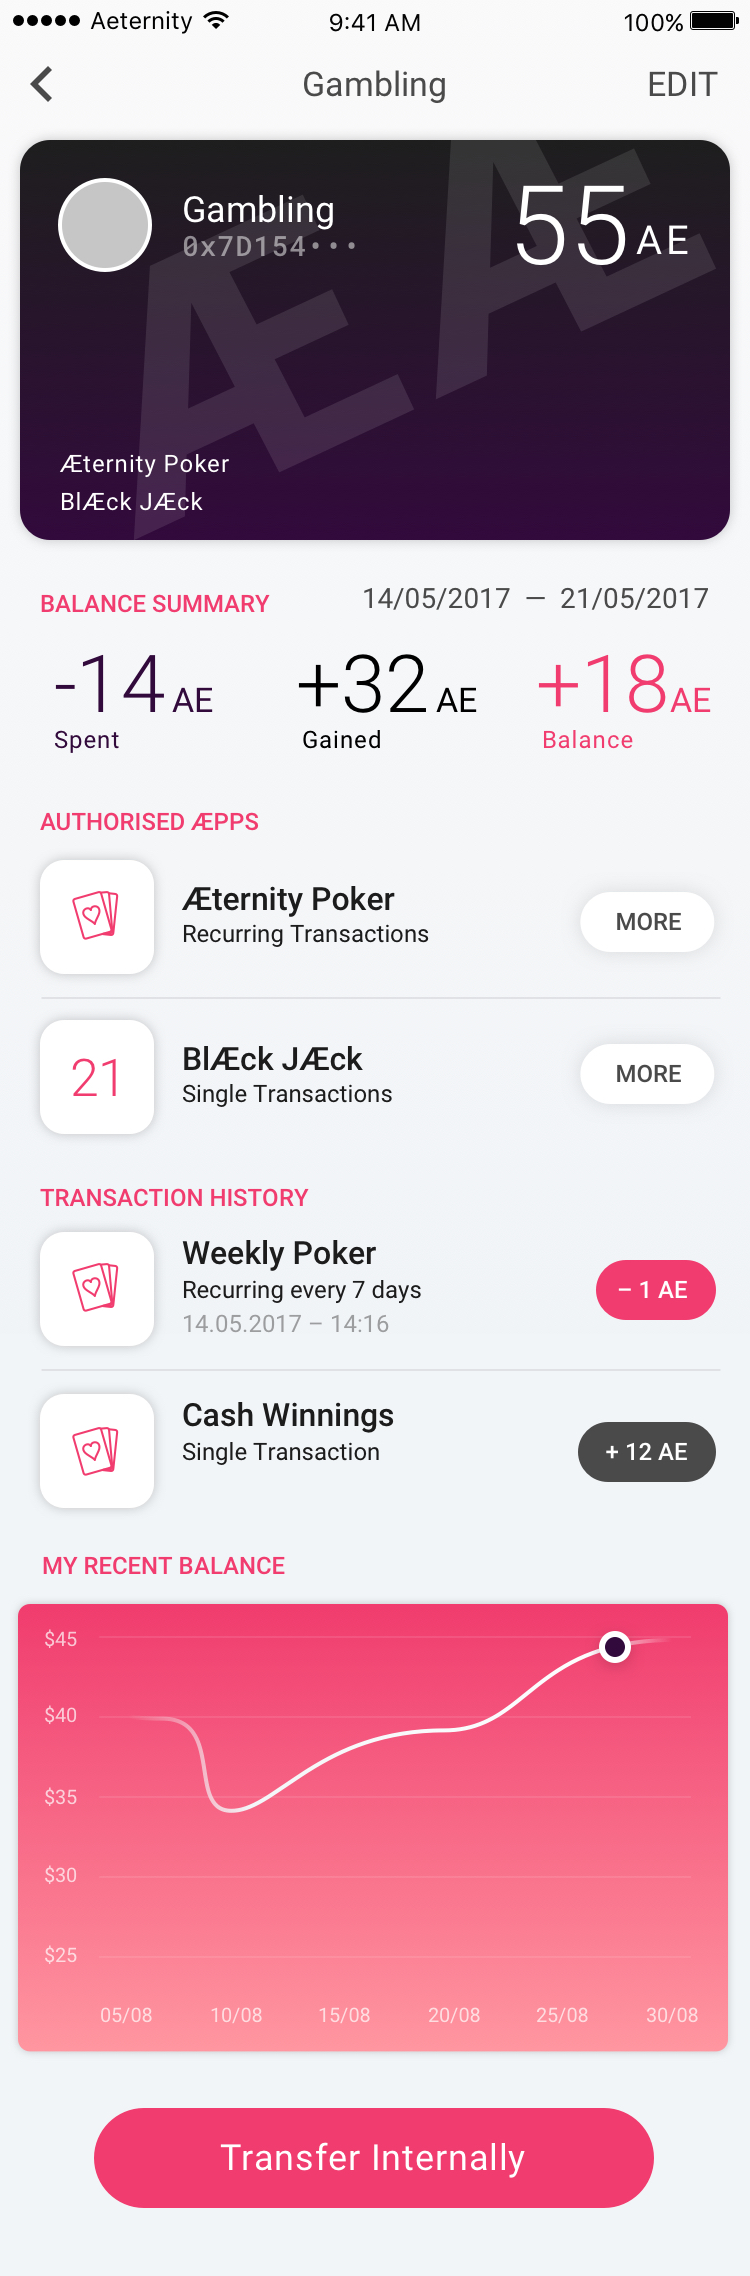 Aeternity 9:41 AM 100%
Gambling EDIT
ÆÆ
Gambling
0x7D154•••
55 AE
Æternity Poker
BlÆck JÆck
BALANCE SUMMARY 14/05/2017 — 21/05/2017
-14 AE +32 AE +18 AE
Spent Gained Balance
AUTHORISED ÆPPS
Æternity Poker
Recurring Transactions
MORE
21
BlÆck JÆck
Single Transactions
MORE
TRANSACTION HISTORY
Weekly Poker
Recurring every 7 days
14.05.2017 – 14:16
– 1 AE
Cash Winnings
Single Transaction
+ 12 AE
MY RECENT BALANCE
$45
$40
$35
$30
$25
05/08 10/08 15/08 20/08 25/08 30/08
Transfer Internally